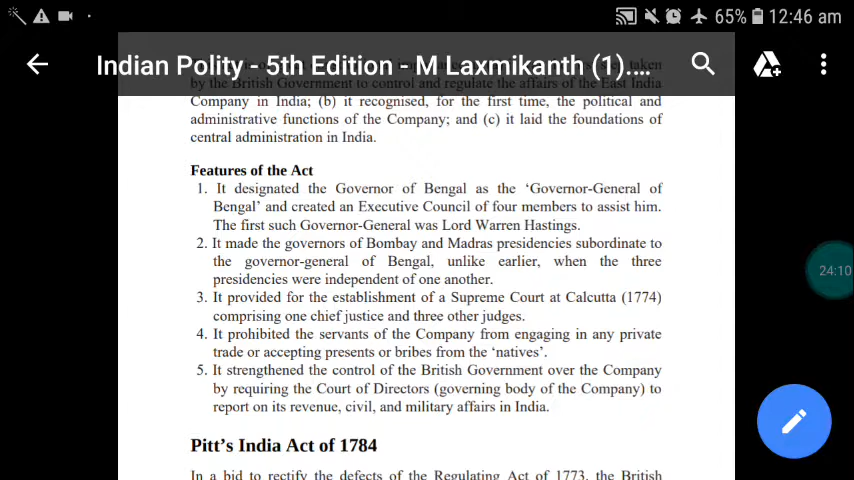 65% 12:46 am
Indian Polity - 5th Edition - M Laxmikanth (1)....
taken
by the British Government to control and regulate the affairs of the East India
Company in India; (b) it recognised, for the first time, the political and
administrative functions of the Company; and (c) it laid the foundations of
central administration in India.
Features of the Act
1. It designated the Governor of Bengal as the ‘Governor-General of
Bengal’ and created an Executive Council of four members to assist him.
The first such Governor-General was Lord Warren Hastings.
2. It made the governors of Bombay and Madras presidencies subordinate to
the governor-general of Bengal, unlike earlier, when the three
presidencies were independent of one another.
3. It provided for the establishment of a Supreme Court at Calcutta (1774)
comprising one chief justice and three other judges.
4. It prohibited the servants of the Company from engaging in any private
trade or accepting presents or bribes from the ‘natives’.
5. It strengthened the control of the British Government over the Company
by requiring the Court of Directors (governing body of the Company) to
report on its revenue, civil, and military affairs in India.
24:10
Pitt’s India Act of 1784
In a bid to rectify the defects of the Regulating Act of 1773, the British